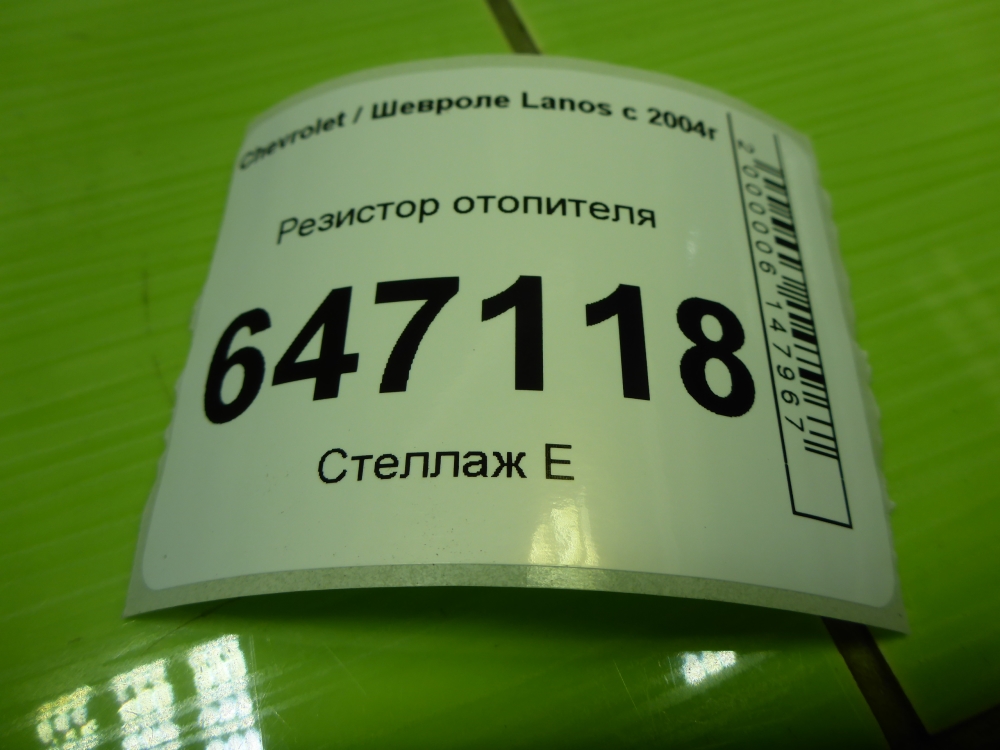 Chevrolet / Шевроле Lanos с 2004г
Резистор отопителя
647118
Стеллаж Е
2000006147967